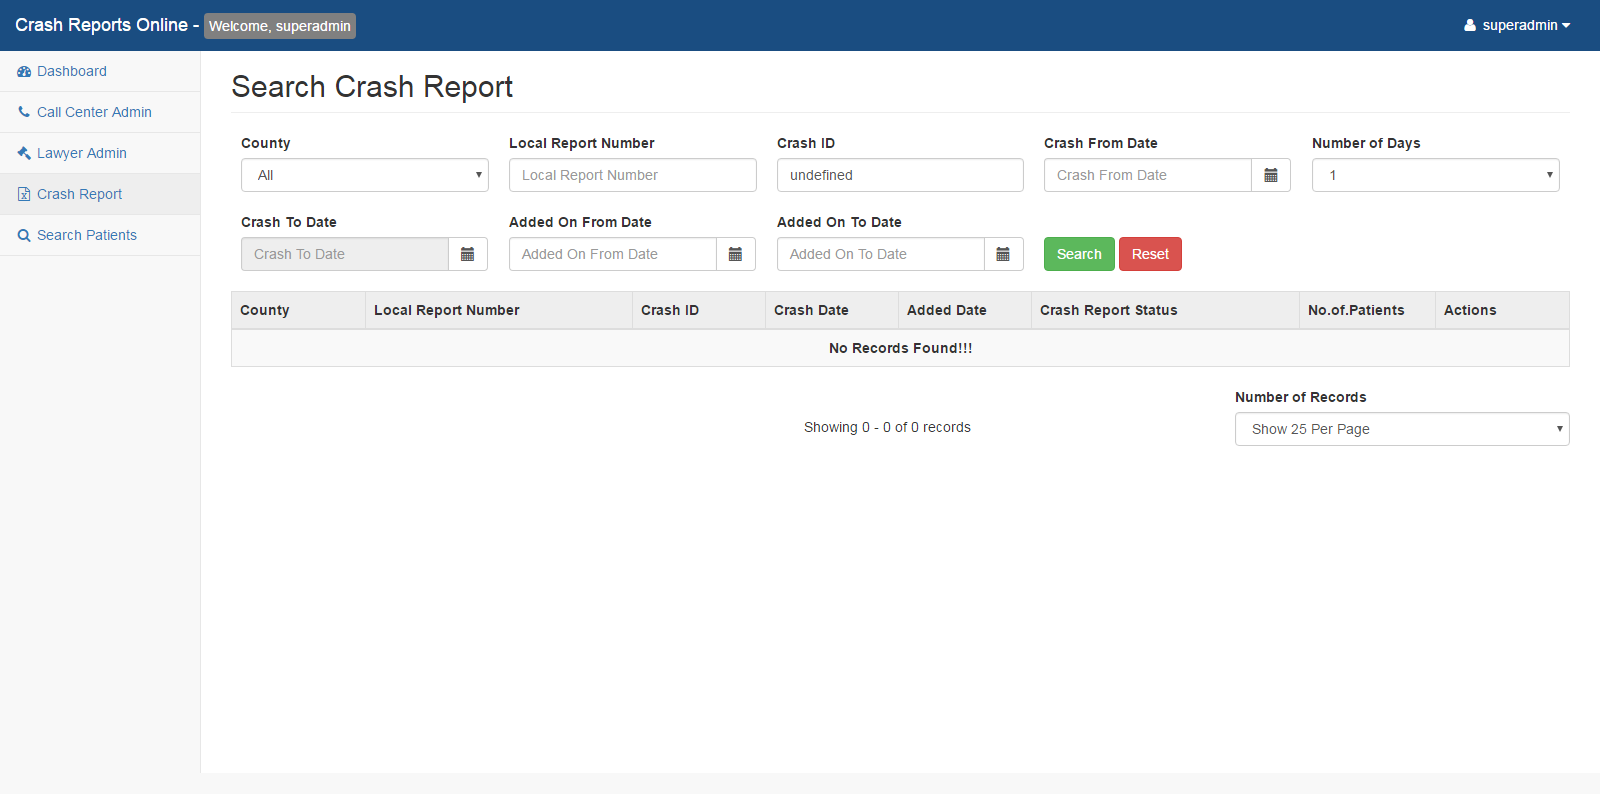 Crash Reports Online - Welcome, superadmin
superadmin
Dashboard
Call Center Admin
Lawyer Admin
Crash Report
Search Patients
Search Crash Report
County
Local Report Number
Crash ID
Crash From Date
Number of Days
All
Local Report Number
undefined
Crash From Date
1
Crash To Date
Added On From Date
Added On To Date
Crash To Date
Added On From Date
Added On To Date
Search
Reset
County
Local Report Number
Crash ID
Crash Date
Added Date
Crash Report Status
No.of.Patients
Actions
No Records Found!!!
Number of Records
Showing 0 - 0 of 0 records
Show 25 Per Page